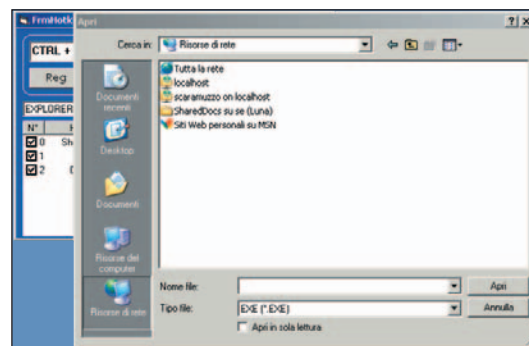 FrmHotk
Apri
Cerca in:
Risorse di rete
CTRL +
Reg
EXPLORER
N°
0 Sh
1
2
Documenti
recenti
Desktop
Documenti
Risorse del
computer
Risorse di rete
Tutta la rete
localhost
scaramuzzo on localhost
SharedDocs su se (Luna)
Siti Web personali su MSN
Nome file:
Apri
Tipo file:
EXE (*.EXE)
Annulla
Apri in sola lettura